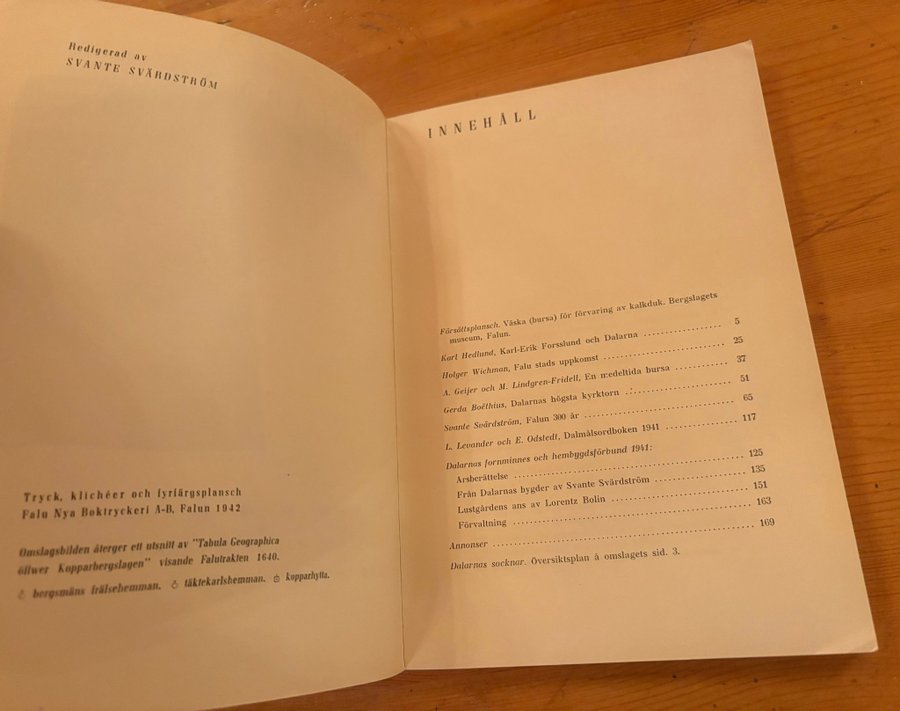 Redigerad av
SVANTE SVÄRDSTRÖM
Tryck, klichéer och fyrfärgsplansch
Falu Nya Boktryckeri A-B, Falun 1942
Omslagsbilden återger ett utsnitt av "Tabula Geographica
öfwer Kopparbergslagen" visande Falutrakten 1640.
bergsmäns frälsehemman. täktekarlshemman. kopparhytta.
INNEHÅLL
Försättsplansch. Väska (bursa) för förvaring av kalkduk. Bergslagets
museum, Falun.
Karl Hedlund, Karl-Erik Forsslund och Dalarna 5
Holger Wichman, Falu stads uppkomst 25
A. Geijer och M. Lindgren-Fridell, En medeltida bursa 37
Gerda Boëthius, Dalarnas högsta kyrktorn 51
Svante Svärdström, Falun 300 år 65
L. Levander och E. Odstedt, Dalmålsordboken 1941 117
Dalarnas fornminnes och hembygdsförbund 1941:
Årsberättelse 125
Från Dalarnas bygder av Svante Svärdström 135
Lustgårdens ans av Lorentz Bolin 151
Förvaltning 163
Annonser 169
Dalarnas socknar. Översiktsplan å omslagets sid. 3.